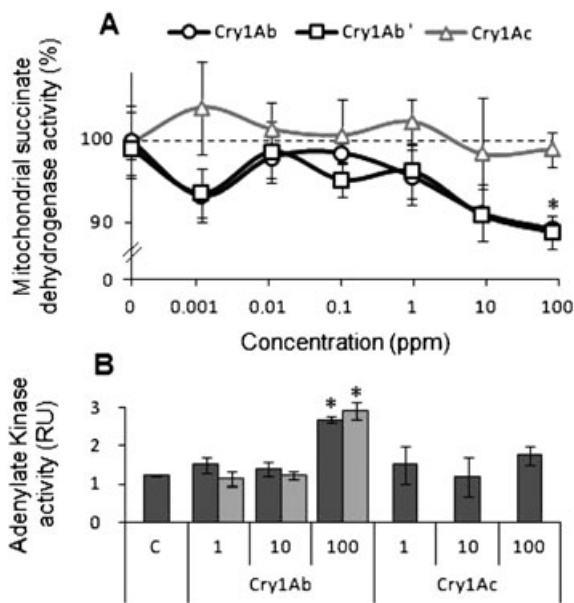 A
Cry1Ab Cry1Ab' Cry1Ac
Mitochondrial succinate
dehydrogenase activity (%)
100
90
0
*
0 0.001 0.01 0.1 1 10 100
Concentration (ppm)
B
Adenylate Kinase
activity (RU)
3
2
1
0
* *
C 1 10 100 1 10 100
Cry1Ab Cry1Ac